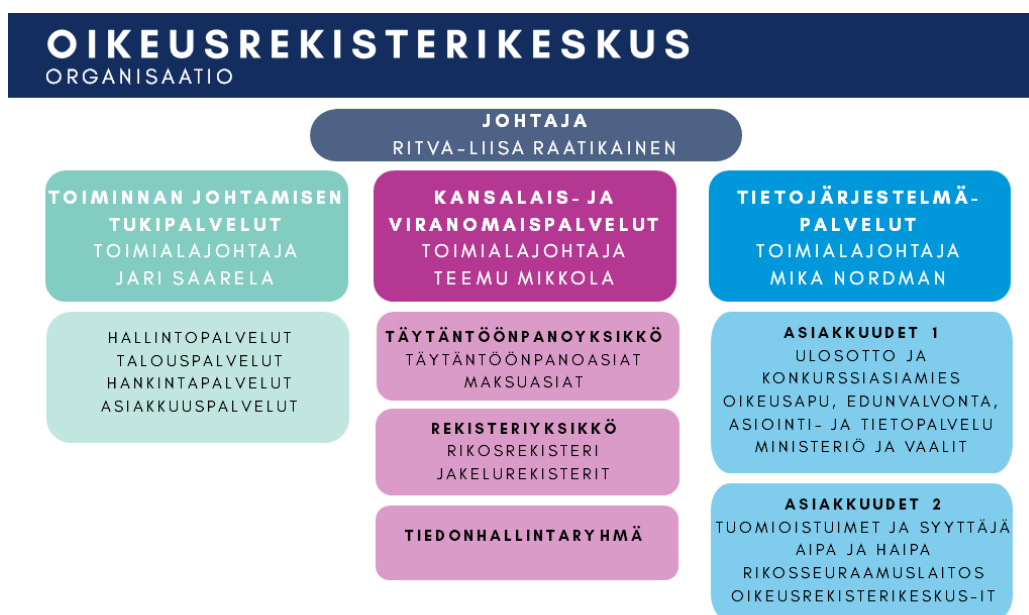 OIKEUSREKISTERIKESKUS
ORGANISAATIO
JOHTAJA
RITVA-LIISA RAATIKAINEN
TOIMINNAN JOHTAMISEN
TUKIPALVELUT
TOIMIALAJOHTAJA
JARI SAARELA
HALLINTOPALVELUT
TALOUSPALVELUT
HANKINTAPALVELUT
ASIAKKUUSPALVELUT
KANSALAIS- JA
VIRANOMAISPALVELUT
TOIMIALAJOHTAJA
TEEMU MIKKOLA
TÄYTÄNTÖÖNPANOYKSIKKÖ
TÄYTÄNTÖÖNPANOASIAT
MAKSUASIAT
REKISTERIYKSIKKÖ
RIKOSREKISTERI
JAKELUREKISTERIT
TIEDONHALLINTARYHMÄ
TIETOJÄRJESTELMÄ-
PALVELUT
TOIMIALAJOHTAJA
MIKA NORDMAN
ASIAKKUUDET 1
ULOSOTTO JA
KONKURSSIASIAMIES
OIKEUSAPU, EDUNVALVONTA,
ASIOINTI- JA TIETOPALVELU
MINISTERIÖ JA VAALIT
ASIAKKUUDET 2
TUOMIOISTUIMET JA SYYTTÄJÄ
AIPA JA HAIPA
RIKOSSEURAAMUSLAITOS
OIKEUSREKISTERIKESKUS-IT